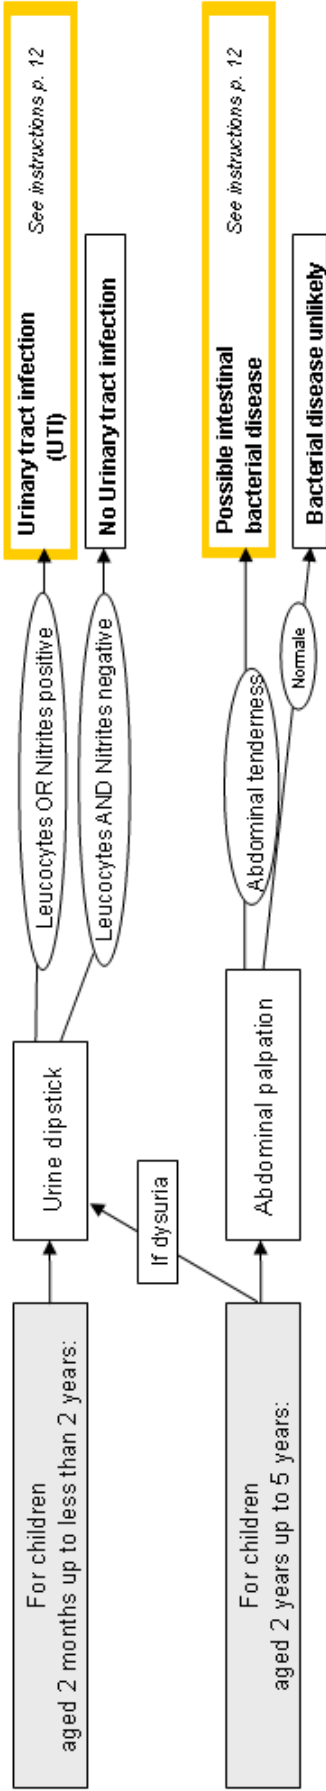 For children
aged 2 months up to less than 2 years:
Urine dipstick
Leucocytes OR Nitrites positive
Leucocytes AND Nitrites negative
Urinary tract infection
(UTI)
See instructions p. 12
No Urinary tract infection
If dysuria
For children
aged 2 years up to 5 years:
Abdominal palpation
Abdominal tenderness
Normale
Possible intestinal
bacterial disease
See instructions p. 12
Bacterial disease unlikely